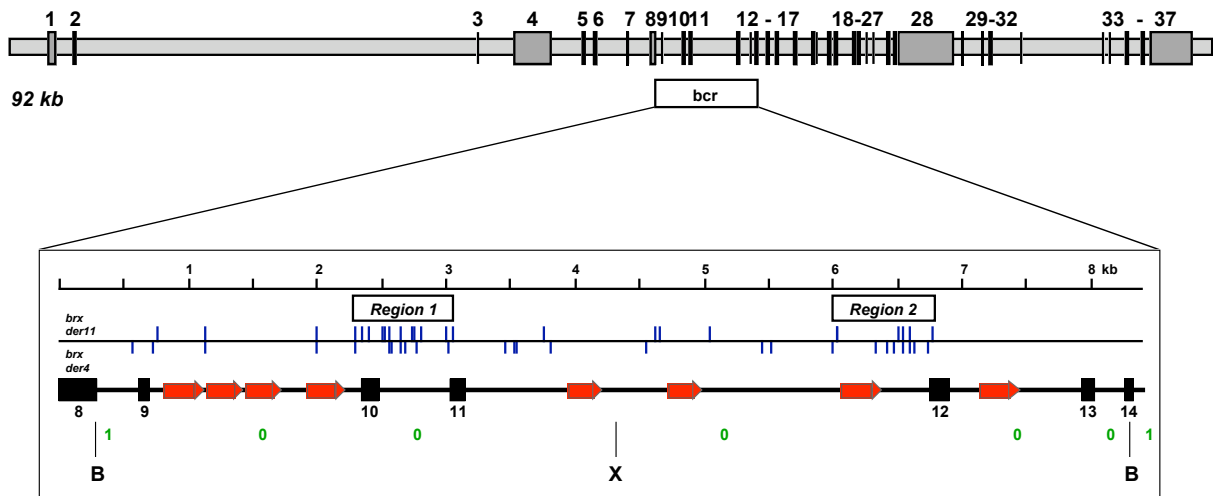 1 2 3 4 5 6 7 8 9 10 11 12 - 17 18-27 28 29-32 33 - 37
92 kb
bcr
1 2 3 4 5 6 7 8 kb
Region 1 Region 2
brx
der11
brx
der4
8 9 10 11 12 13 14
1 0 0 0 0 0 1
B X B